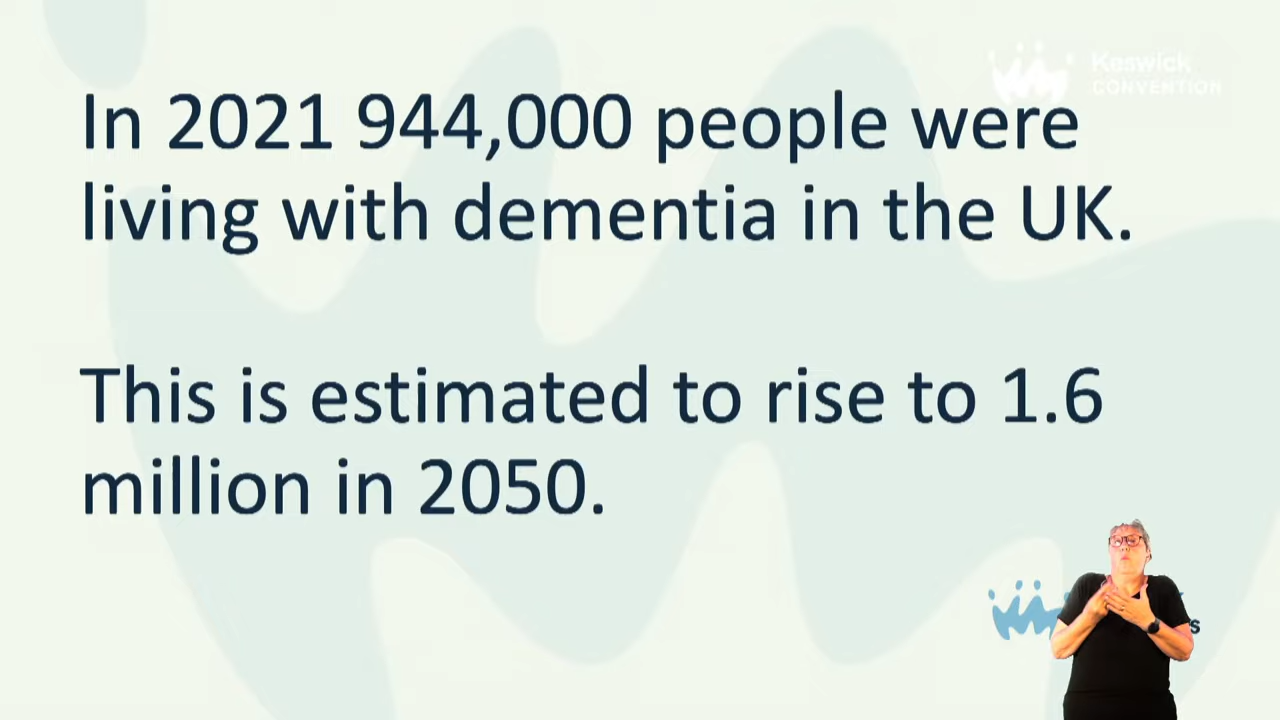 Keswick
CONVENTION
In 2021 944,000 people were
living with dementia in the UK.
This is estimated to rise to 1.6
million in 2050.